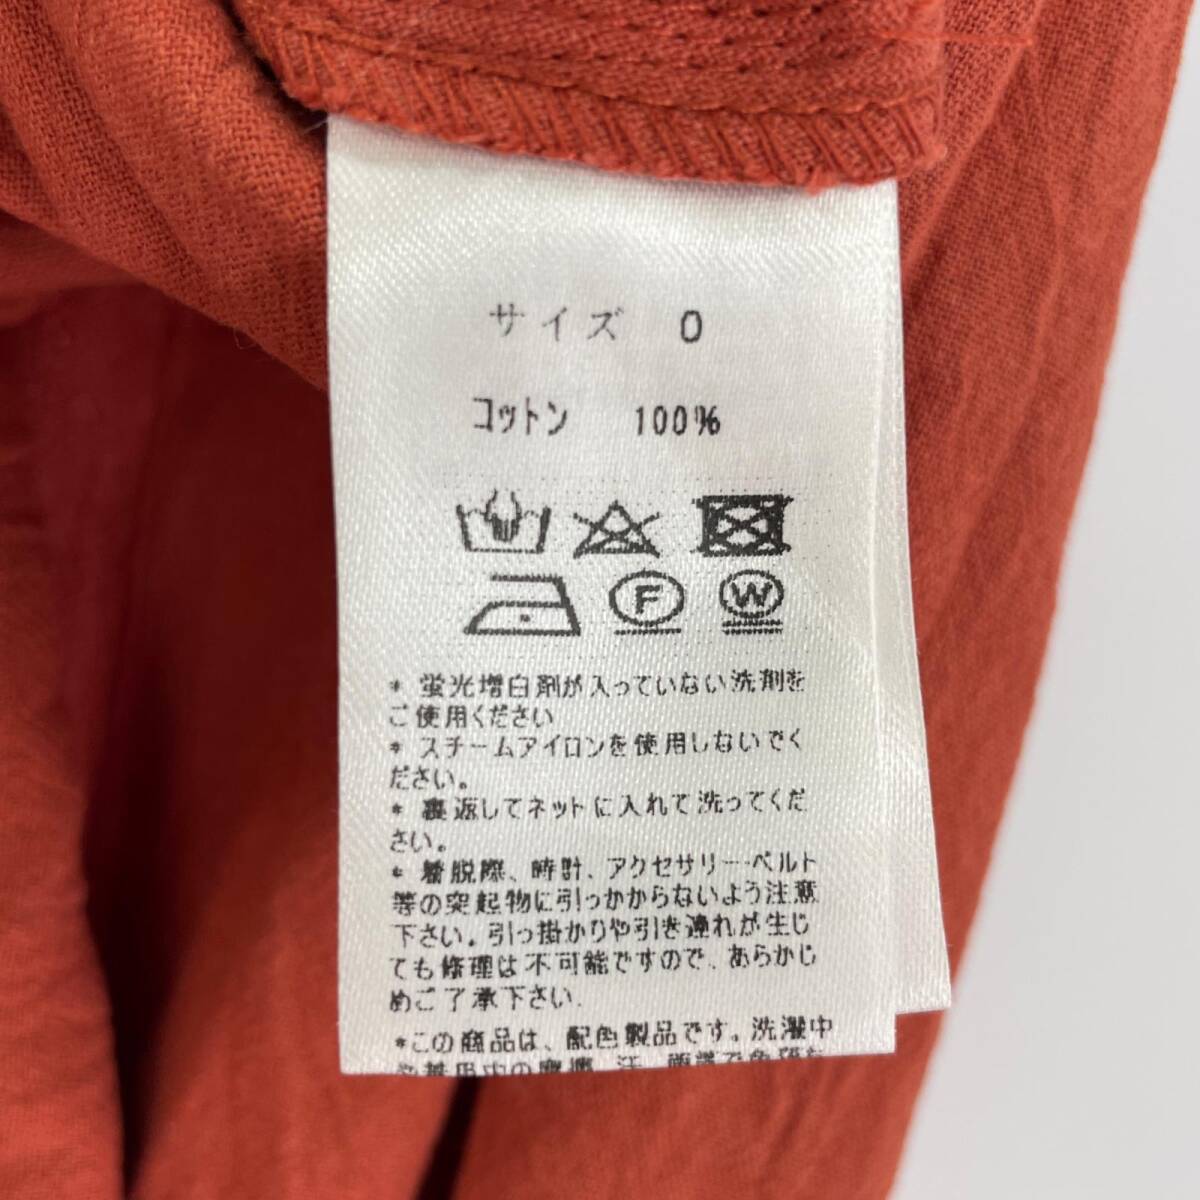 サイズ 0
コットン 100%
F W
* 蛍光増白剤が入っていない洗剤を
ご使用ください
* スチームアイロンを使用しないでく
ださい。
* 裏返してネットに入れて洗ってくだ
さい。
* 着脱際、時計、アクセサリー・ベルト
等の突起物に引っかからないよう注意
下さい。引っ掛かりや引き連れが生じ
ても修理は不可能ですので、あらかじ
めご了承下さい.
*この商品は、配色製品です。洗濯中